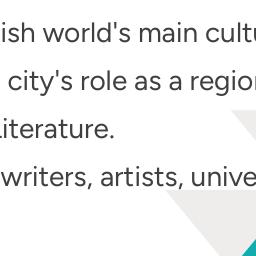 ish world's main cultu
city's role as a region
Literature.
writers, artists, unive